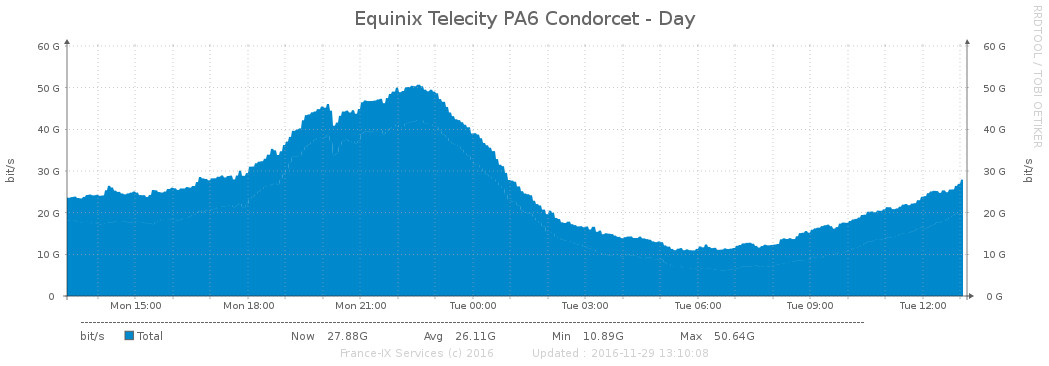 Equinix Telecity PA6 Condorcet - Day
RRDTOOL / TOBI OETIKER
bit/s
60 G
50 G
40 G
30 G
20 G
10 G
0
60 G
50 G
40 G
30 G
20 G
10 G
0 G
bit/s
Mon 15:00 Mon 18:00 Mon 21:00 Tue 00:00 Tue 03:00 Tue 06:00 Tue 09:00 Tue 12:00
bit/s Total Now 27.88G Avg 26.11G Min 10.89G Max 50.64G
France-IX Services (c) 2016 Updated : 2016-11-29 13:10:08